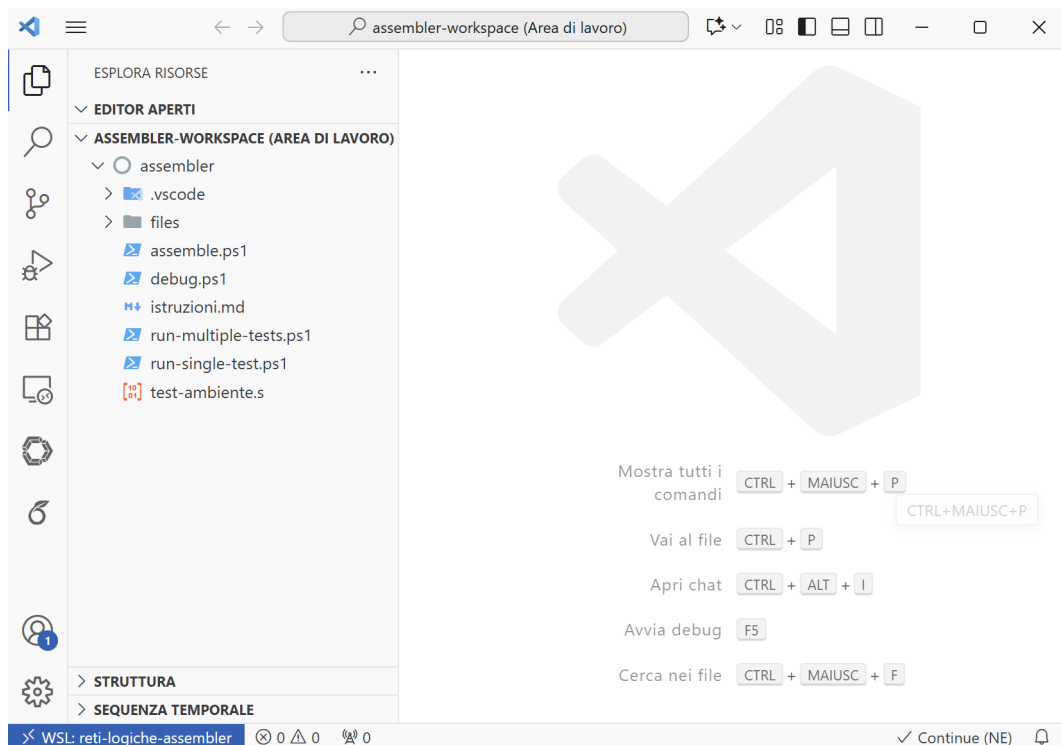 assembler-workspace (Area di lavoro)
ESPLORA RISORSE
EDITOR APERTI
ASSEMBLER-WORKSPACE (AREA DI LAVORO)
assembler
.vscode
files
assemble.ps1
debug.ps1
istruzioni.md
run-multiple-tests.ps1
run-single-test.ps1
test-ambiente.s
Mostra tutti i
comandi
CTRL + MAIUSC + P
CTRL+MAIUSC+P
Vai al file CTRL + P
Apri chat CTRL + ALT + I
Avvia debug F5
Cerca nei file CTRL + MAIUSC + F
1
STRUTTURA
SEQUENZA TEMPORALE
WSL: reti-logiche-assembler 0 0 0 Continue (NE)